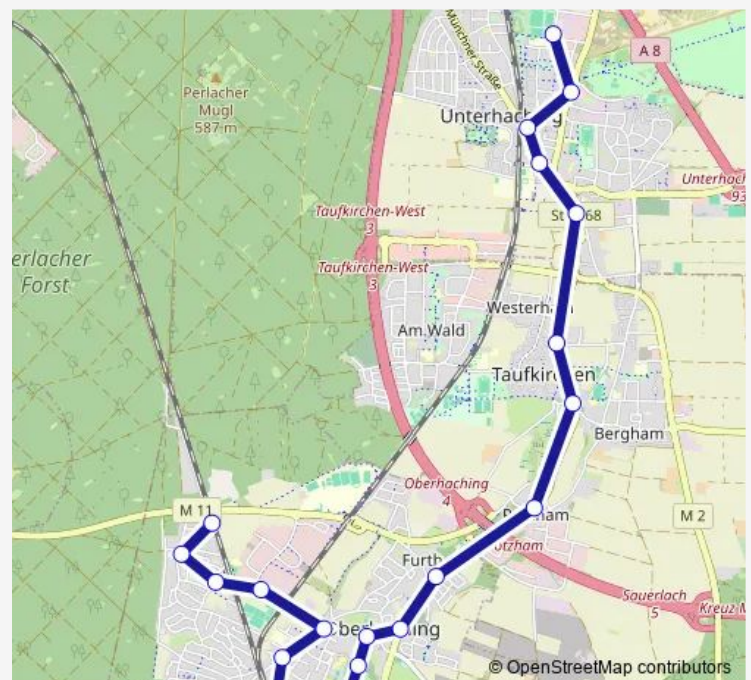 Münchner Straße
A 8
Perlacher
Mugl
587 m
Unterhaching
Unterhach
93
Taufkirchen-West
3
St 68
erlacher
Forst
Taufkirchen-West
3
Westerham
Am Wald
Taufkirchen
Bergham
Oberhaching
4
M 11
M 2
Furth
Sauerlach
5
Kreuz M
© OpenStreetMap contributors